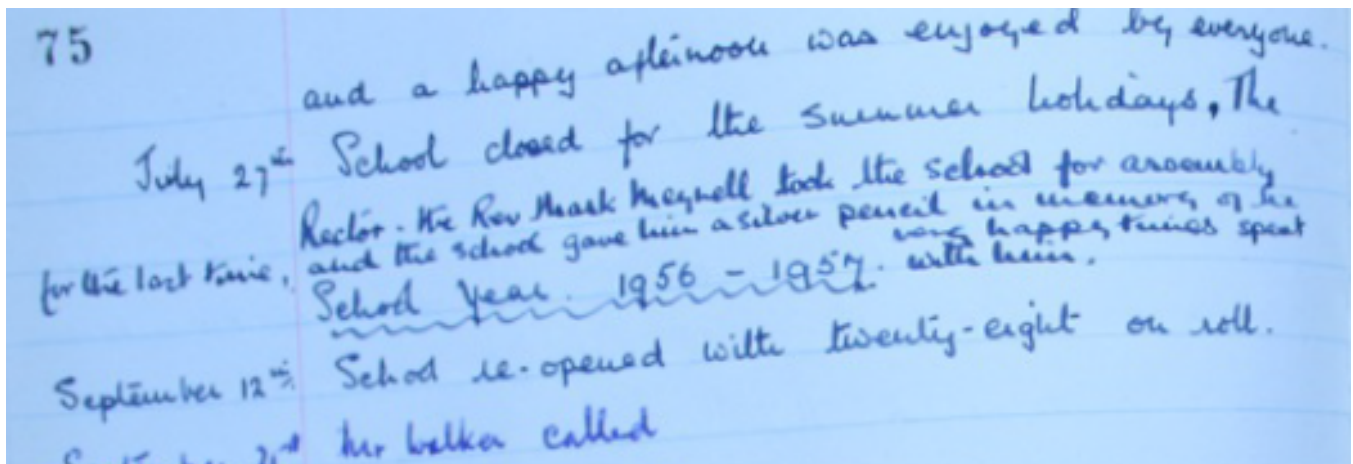 75
and a happy afternoon was enjoyed by everyone.
July 27th School closed for the summer holidays, The
Rector - the Rev Mark Meynell took the school for assembly
for the last time, and the school gave him a silver pencil in memory of the
very happy times spent
with him.
School Year 1956 - 1957.
September 12th School re-opened with twenty-eight on roll.
Mr Walker called